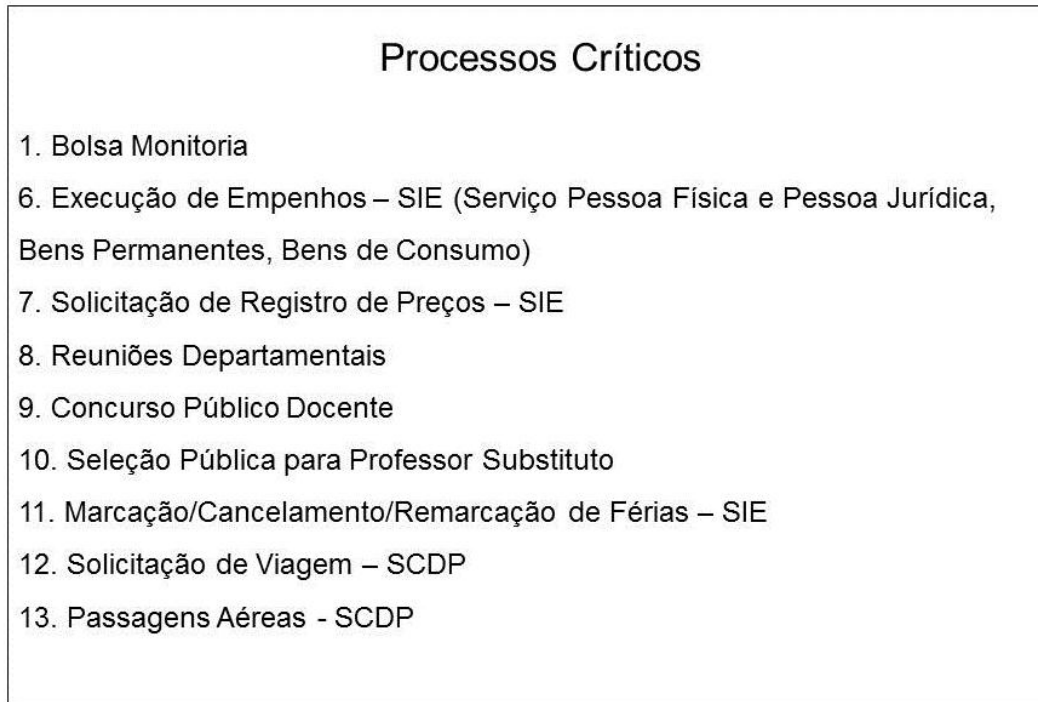 Processos Críticos
1. Bolsa Monitoria
6. Execução de Empenhos – SIE (Serviço Pessoa Física e Pessoa Jurídica,
Bens Permanentes, Bens de Consumo)
7. Solicitação de Registro de Preços – SIE
8. Reuniões Departamentais
9. Concurso Público Docente
10. Seleção Pública para Professor Substituto
11. Marcação/Cancelamento/Remarcação de Férias – SIE
12. Solicitação de Viagem – SCDP
13. Passagens Aéreas - SCDP